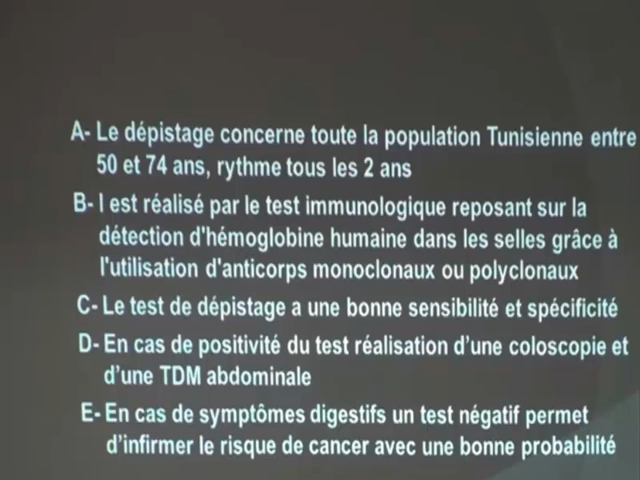 A- Le dépistage concerne toute la population Tunisienne entre
50 et 74 ans, rythme tous les 2 ans
B- l est réalisé par le test immunologique reposant sur la
détection d'hémoglobine humaine dans les selles grâce à
l'utilisation d'anticorps monoclonaux ou polyclonaux
C- Le test de dépistage a une bonne sensibilité et spécificité
D- En cas de positivité du test réalisation d'une coloscopie et
d'une TDM abdominale
E- En cas de symptômes digestifs un test négatif permet
d'infirmer le risque de cancer avec une bonne probabilité